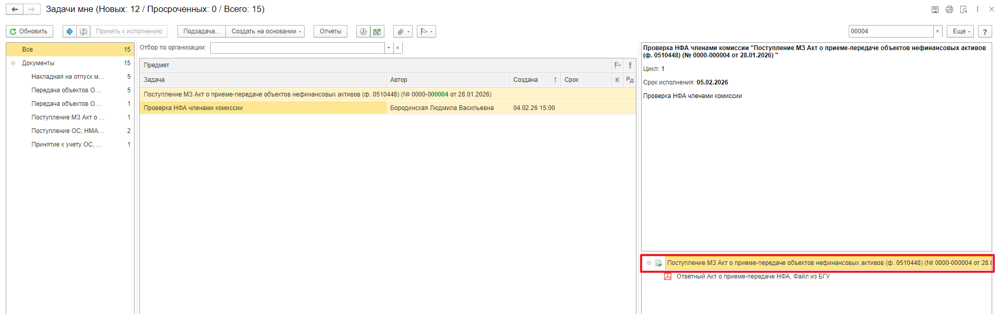 Задачи мне (Новых: 12 / Просроченных: 0 / Всего: 15)
Обновить
Принять к исполнению
Подзадача...
Создать на основании
Отчеты
00004
×
Еще
?
Все 15
Документы 15
Накладная на отпуск м... 5
Передача объектов О... 5
Передача объектов О... 1
Поступление МЗ Акт о ... 1
Поступление ОС, НМА... 2
Принятие к учету ОС, ... 1
Отбор по организации:
×
Предмет
Задача Автор Создана ↑ Срок К Рд
Поступление МЗ Акт о приеме-передаче объектов нефинансовых активов (ф. 0510448) (№ 0000-000004 от 28.01.2026)
Проверка НФА членами комиссии Бородинская Людмила Васильевна 04.02.26 15:00
Проверка НФА членами комиссии "Поступление МЗ Акт о приеме-передаче объектов нефинансовых активов
(ф. 0510448) (№ 0000-000004 от 28.01.2026) "
Цикл: 1
Срок исполнения: 05.02.2026
Проверка НФА членами комиссии
Поступление МЗ Акт о приеме-передаче объектов нефинансовых активов (ф. 0510448) (№ 0000-000004 от 28.0
Ответный Акт о приеме-передаче НФА, Файл из БГУ